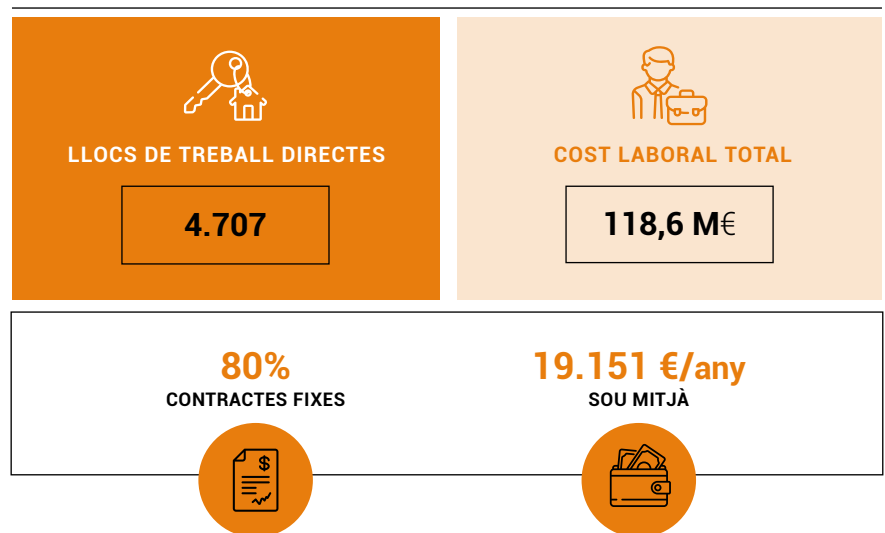 LLOCS DE TREBALL DIRECTES
4.707
COST LABORAL TOTAL
118,6 M€
80%
CONTRACTES FIXES
19.151 €/any
SOU MITJÀ
$